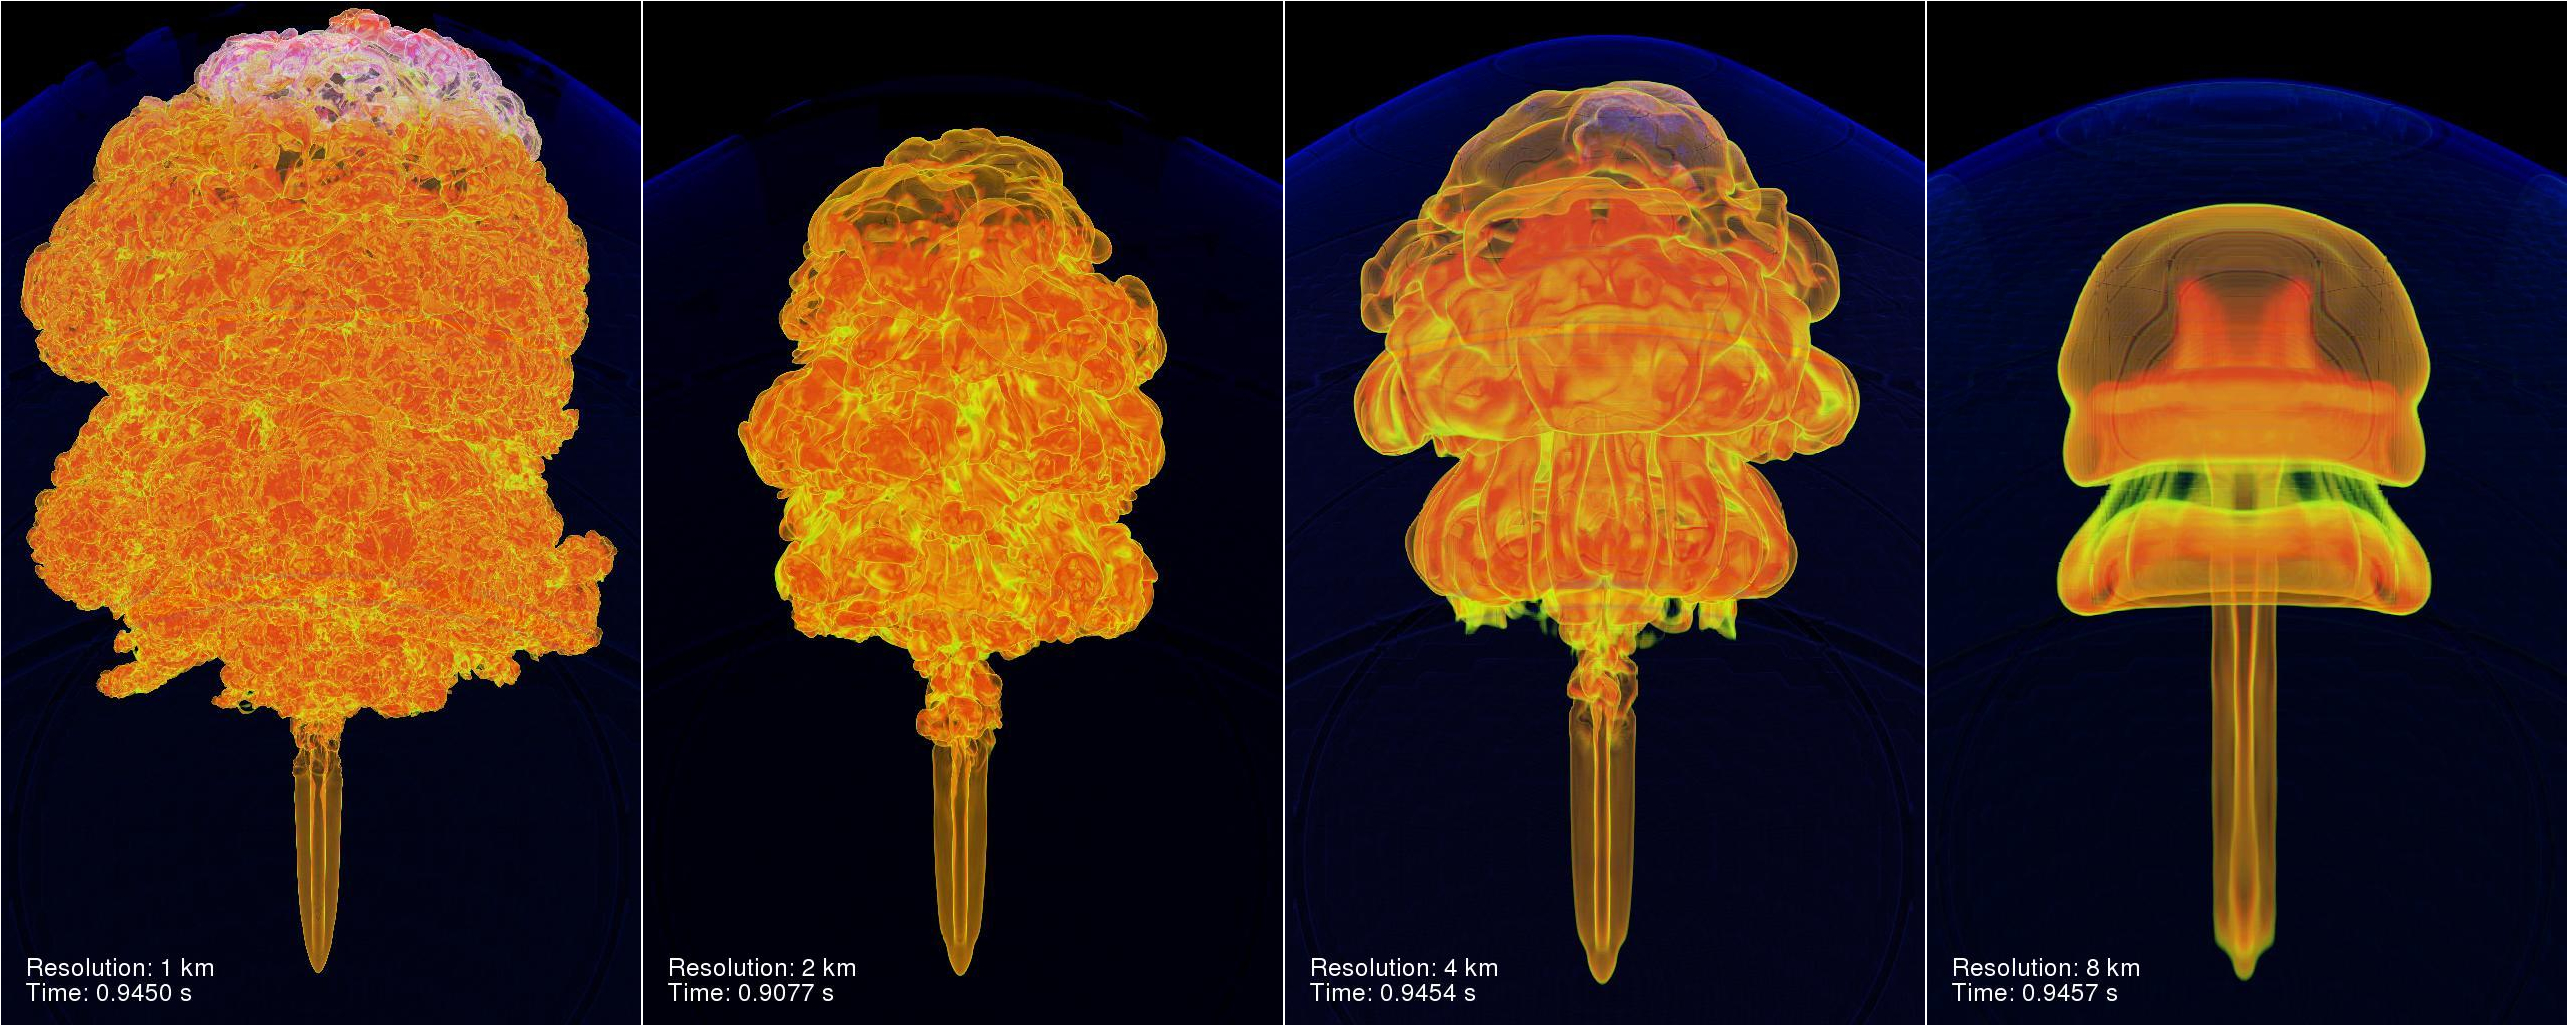 Resolution: 1 km
Time: 0.9450 s
Resolution: 2 km
Time: 0.9077 s
Resolution: 4 km
Time: 0.9454 s
Resolution: 8 km
Time: 0.9457 s